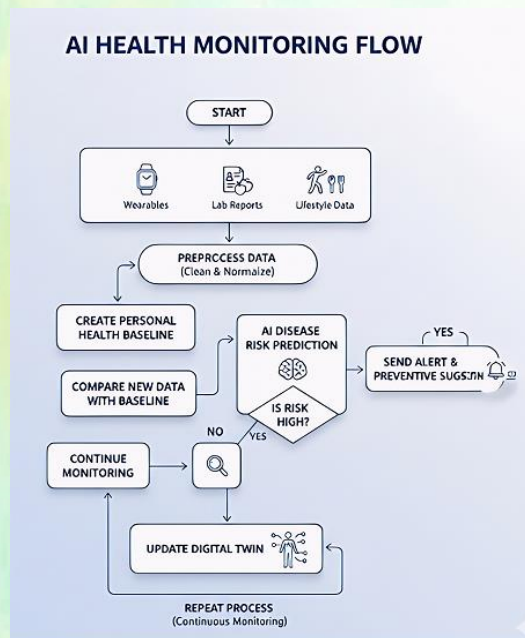 AI HEALTH MONITORING FLOW
START
Wearables
Lab Reports
Lifestyle Data
PREPRCCESS DATA
(Clean & Normaize)
CREATE PERSONAL
HEALTH BASELINE
AI DISEASE
RISK PREDICTION
YES
SEND ALERT &
PREVENTIVE SUGSTIN
COMPARE NEW DATA
WITH BASELINE
IS RISK
HIGH?
NO
YES
CONTINUE
MONITORING
UPDATE DIGITAL TWIN
REPEAT PROCESS
(Continuous Monitoring)